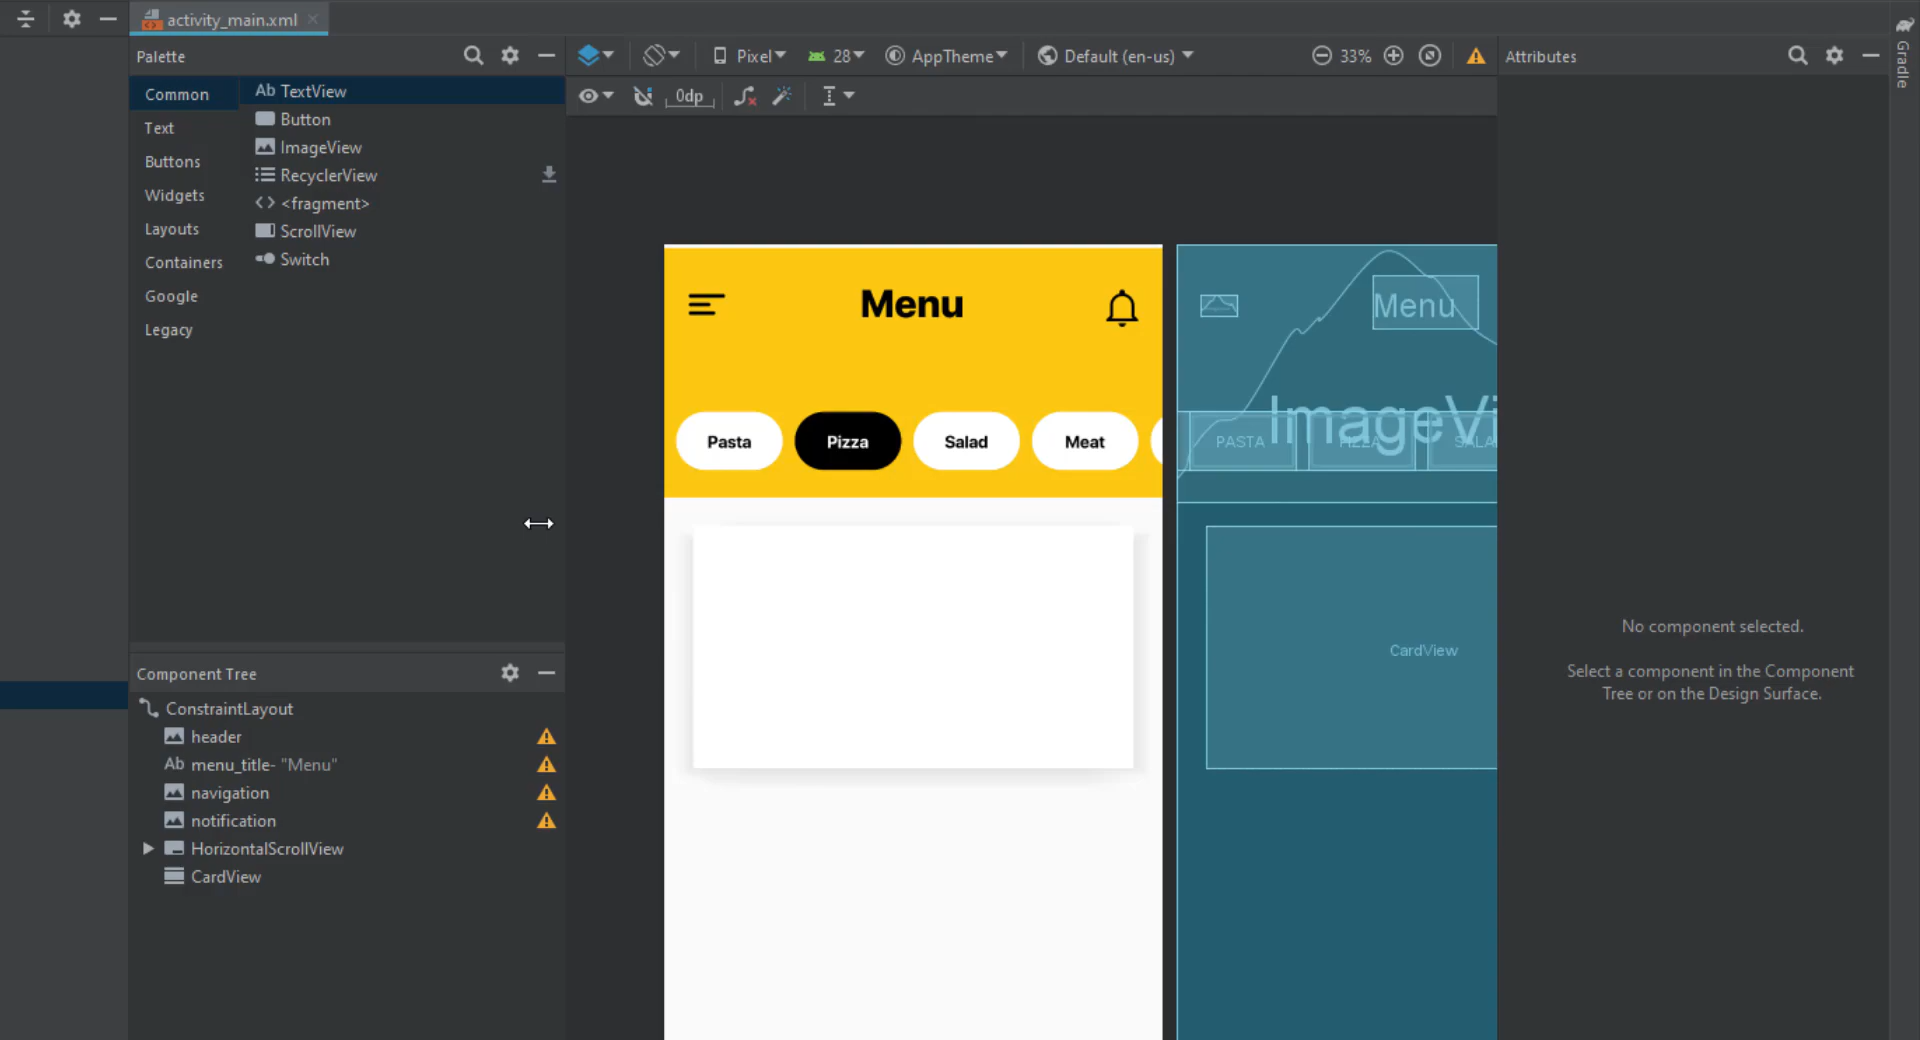 activity_main.xml
Palette
Common
Text
Buttons
Widgets
Layouts
Containers
Google
Legacy
Ab TextView
Button
ImageView
RecyclerView
<fragment>
ScrollView
Switch
Pixel
28
AppTheme
Default (en-us)
33%
0dp
Attributes
Gradle
Menu
Pasta
Pizza
Salad
Meat
Menu
ImageVi
PASTA
PIZZA
SALA
CardView
No component selected.
Select a component in the Component
Tree or on the Design Surface.
Component Tree
ConstraintLayout
header
Ab menu_title- "Menu"
navigation
notification
HorizontalScrollView
CardView